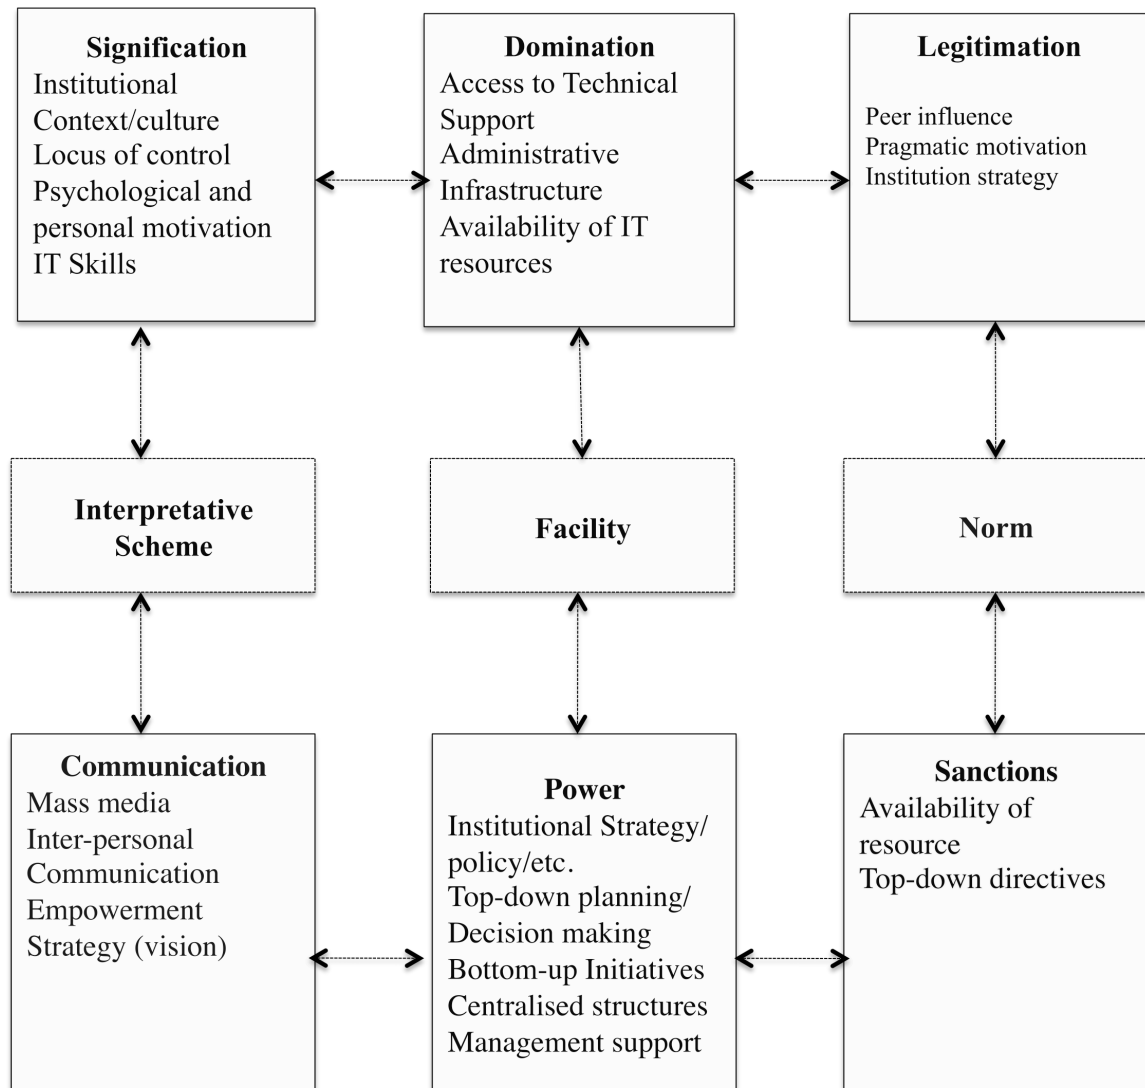 Signification
Institutional
Context/culture
Locus of control
Psychological and
personal motivation
IT Skills
Domination
Access to Technical
Support
Administrative
Infrastructure
Availability of IT
resources
Legitimation
Peer influence
Pragmatic motivation
Institution strategy
Interpretative
Scheme
Facility
Norm
Communication
Mass media
Inter-personal
Communication
Empowerment
Strategy (vision)
Power
Institutional Strategy/
policy/etc.
Top-down planning/
Decision making
Bottom-up Initiatives
Centralised structures
Management support
Sanctions
Availability of
resource
Top-down directives